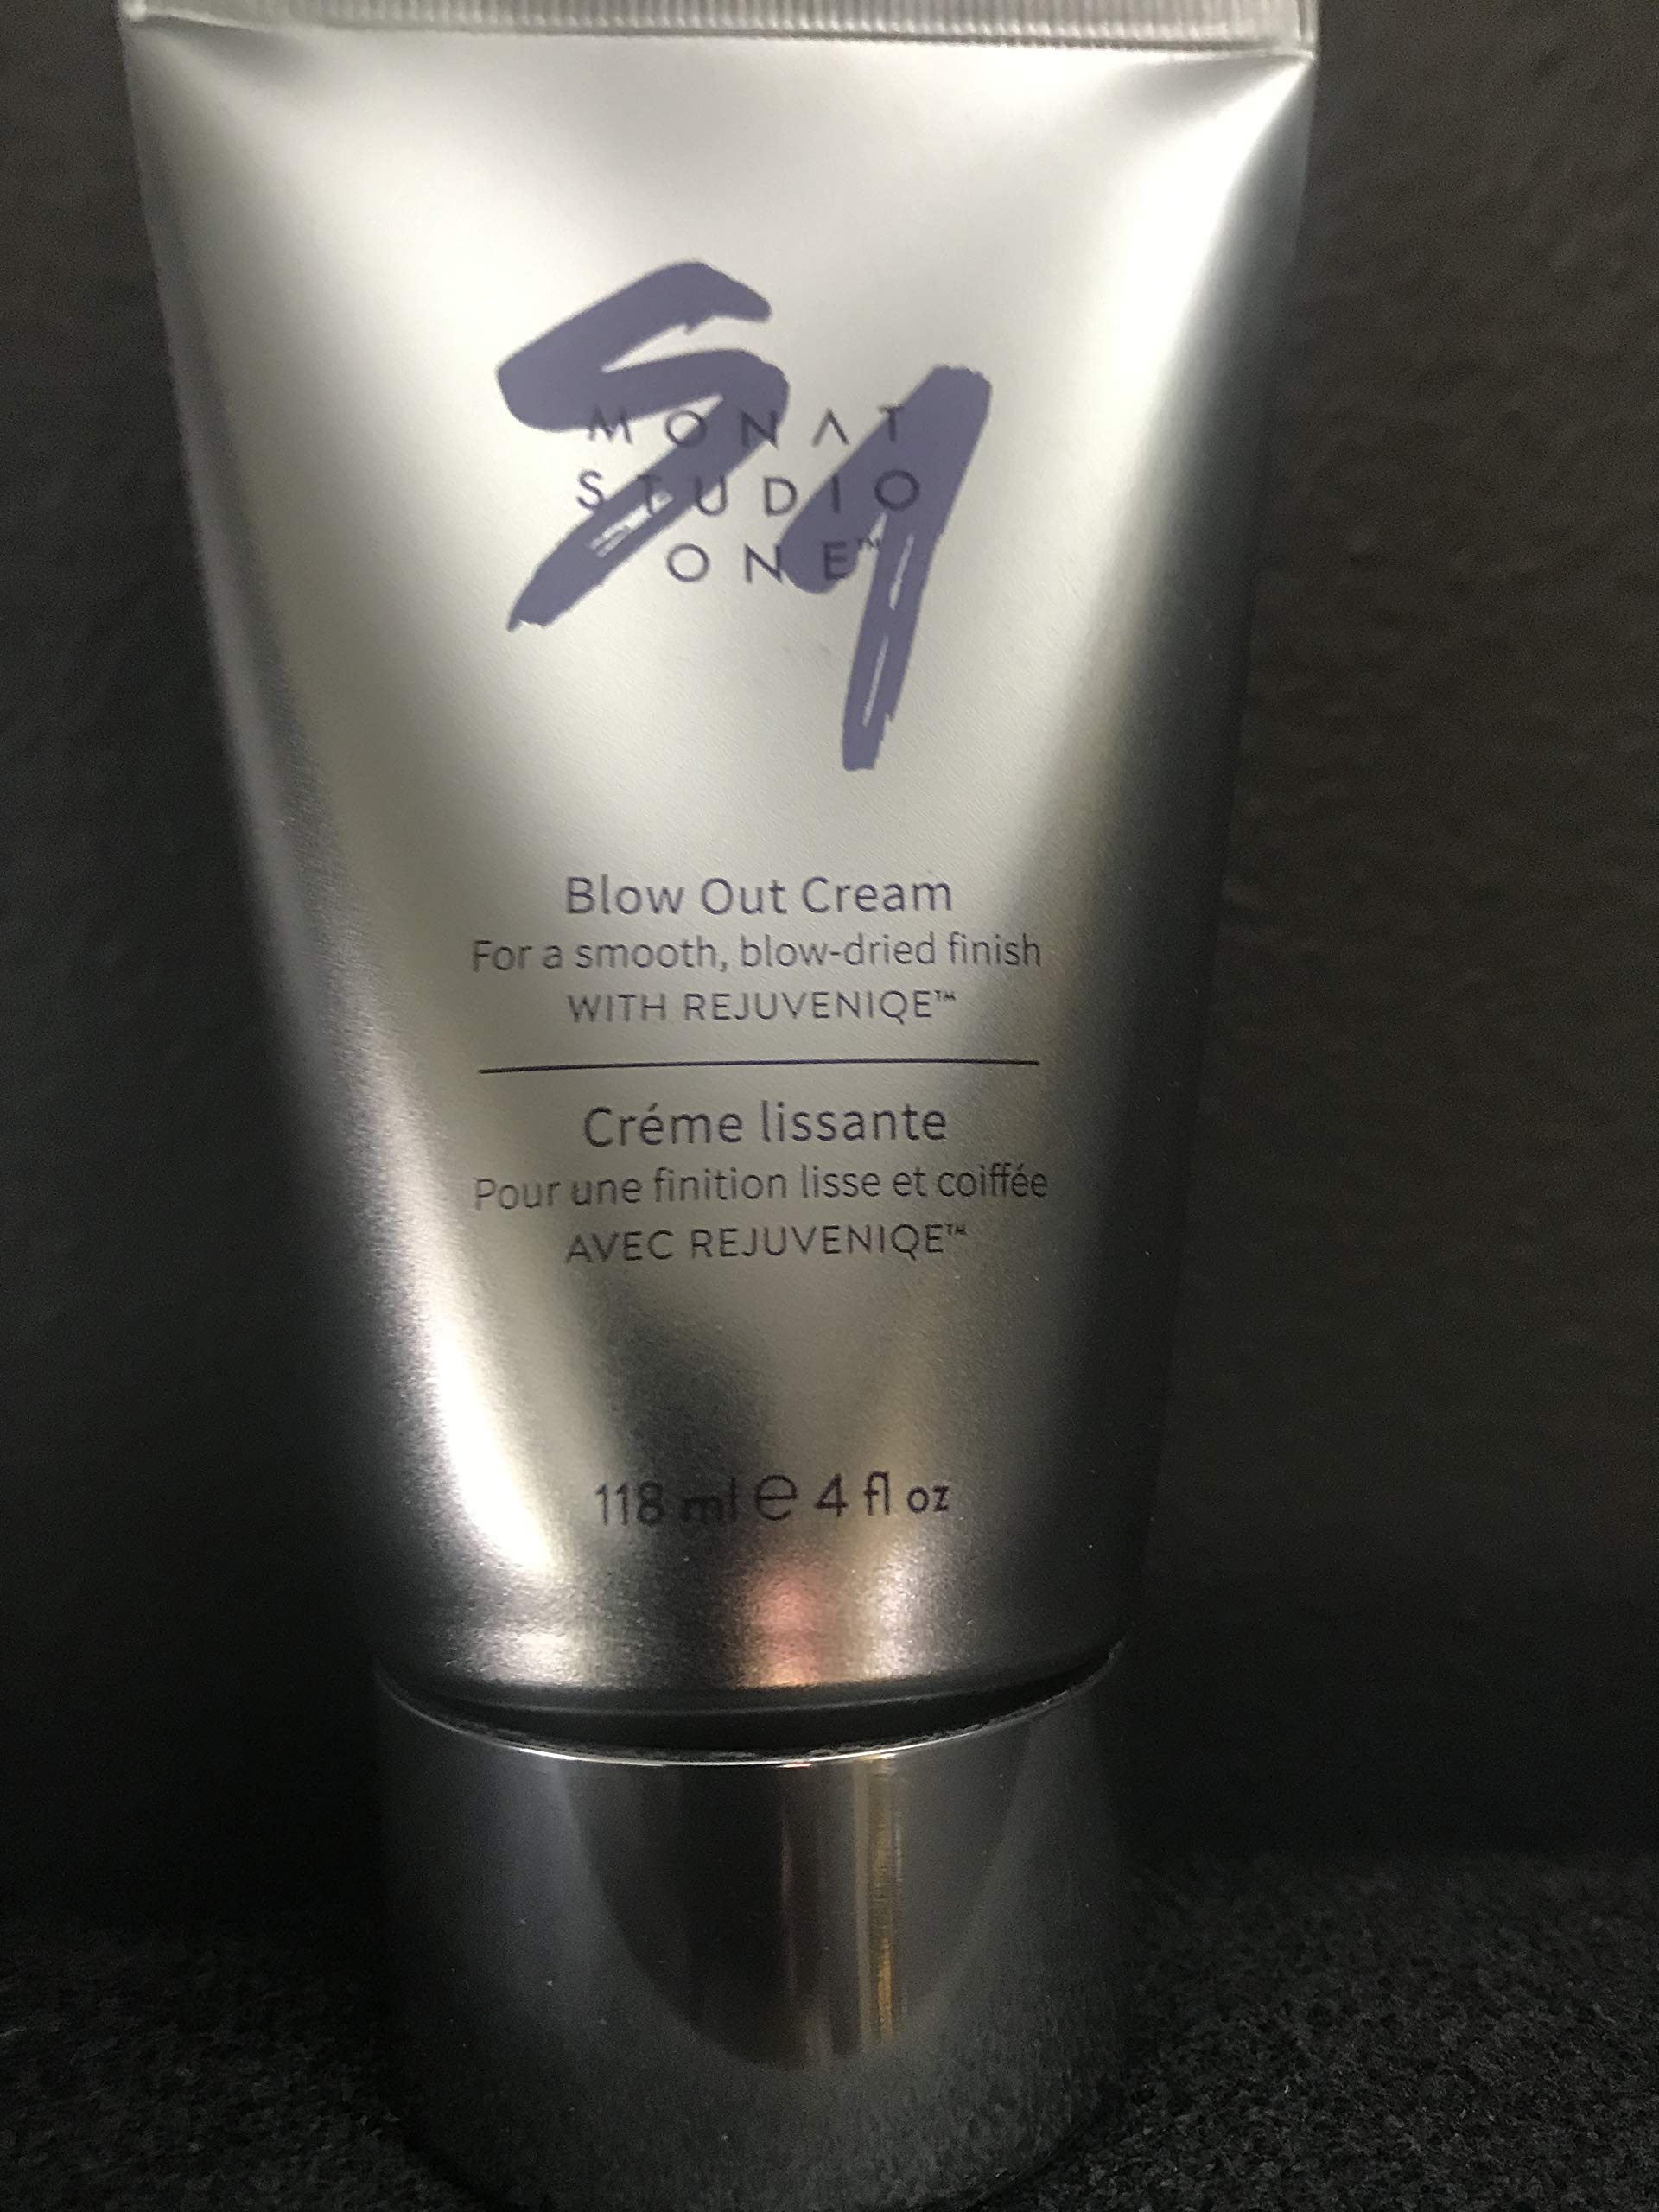 S1
MONAT
STUDIO
ONE™
Blow Out Cream
For a smooth, blow-dried finish
WITH REJUVENIQE™
Créme lissante
Pour une finition lisse et coiffée
AVEC REJUVENIQE™
118 ml e 4 fl oz